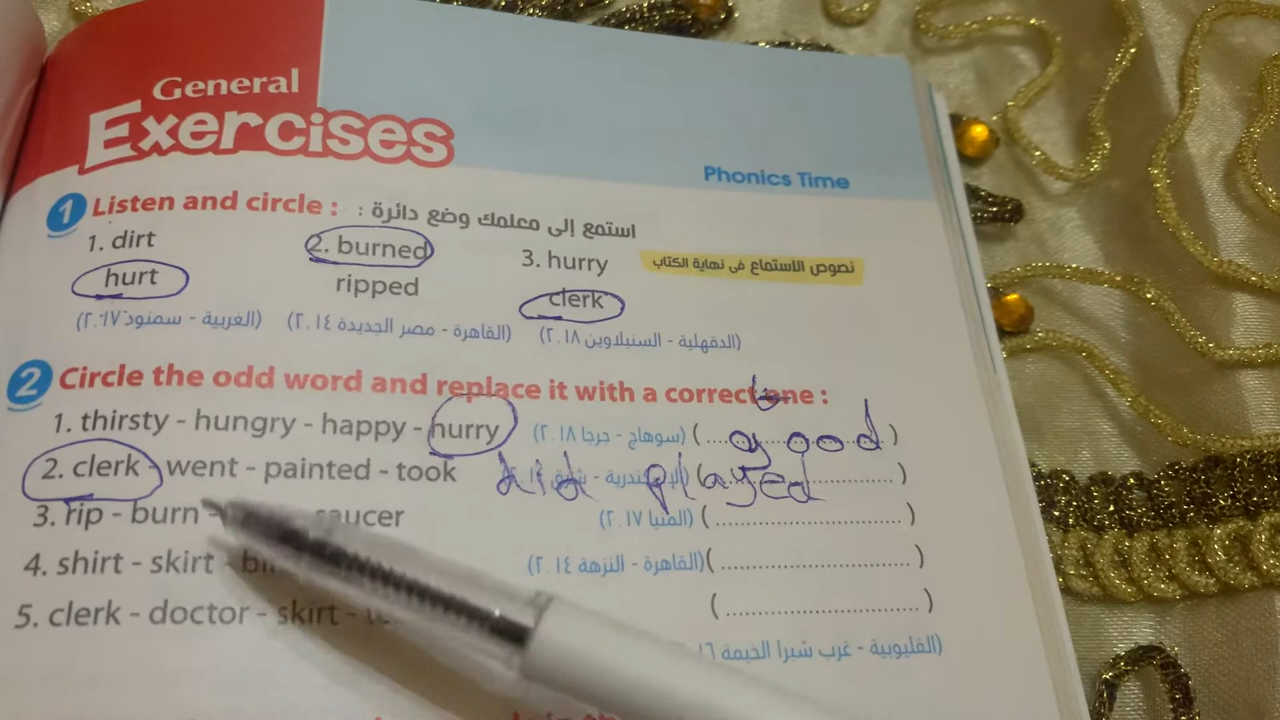 General
Exercises
Phonics Time
1 Listen and circle : استمع إلى معلمك وضع دائرة :
1. dirt 2. burned 3. hurry نصوص الاستماع فى نهاية الكتاب
hurt ripped clerk
(الغربية - سمنود ٢٠١٧) (القاهرة - مصر الجديدة ٢٠١٤) (الدقهلية - السنبلاوين ٢٠١٨)
2 Circle the odd word and replace it with a correct one :
1. thirsty - hungry - happy - hurry (سوهاج - جرجا ٢٠١٨) (........ good ........)
2. clerk - went - painted - took did played (........................)
3. rip - burn - saucer (المنيا ٢٠١٧) (........................)
4. shirt - skirt - (القاهرة - النزهة ٢٠١٤) (........................)
5. clerk - doctor - skirt - (........................)
(القليوبية - غرب شبرا الخيمة